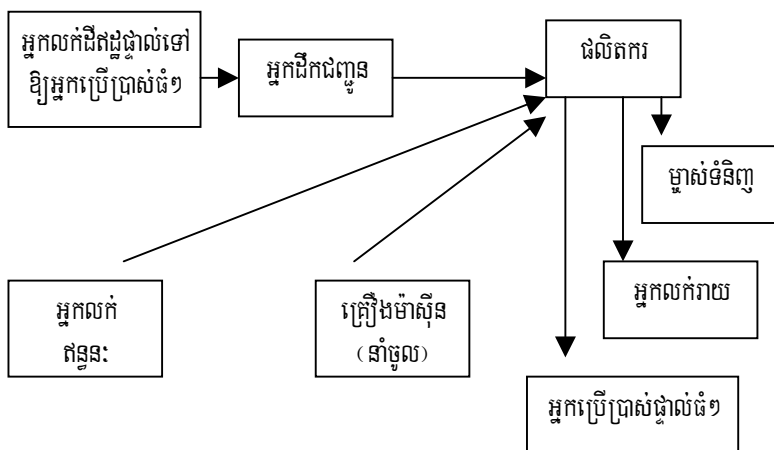 អ្នកលក់ដីឥដ្ឋផ្ទាល់ទៅ
ឱ្យអ្នកប្រើប្រាស់ធំៗ
អ្នកដឹកជញ្ជូន
ផលិតករ
ម្ចាស់ទំនិញ
អ្នកលក់រាយ
អ្នកលក់
ឥន្ធនៈ
គ្រឿងម៉ាស៊ីន
(នាំចូល)
អ្នកប្រើប្រាស់ផ្ទាល់ធំៗ